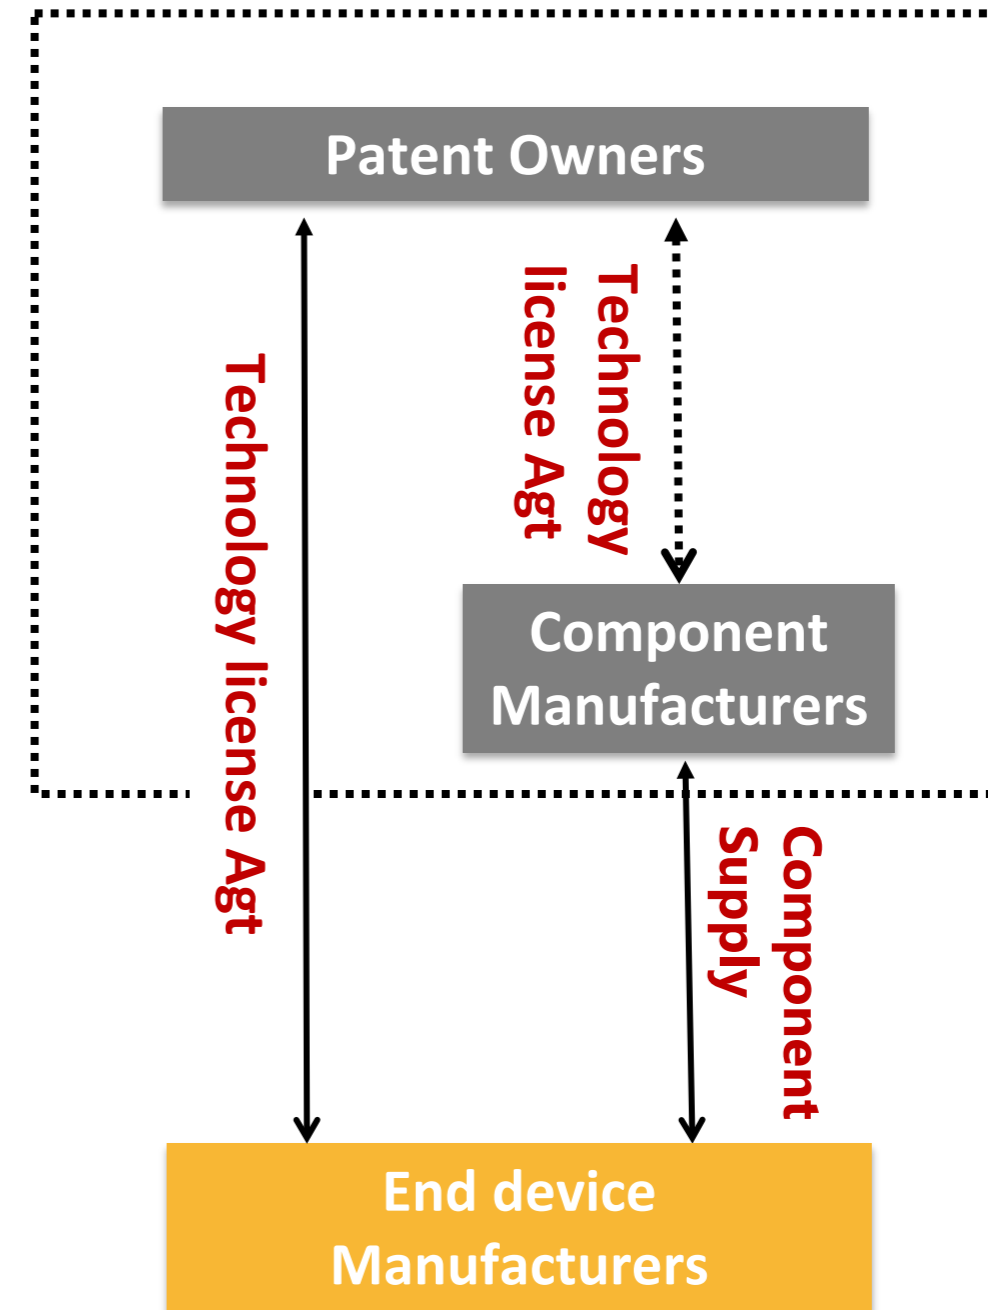 Patent Owners
Technology
license Agt
Technology license Agt
Component
Manufacturers
Component
Supply
End device
Manufacturers